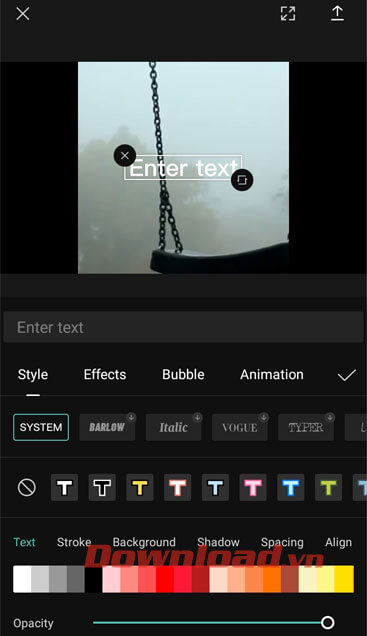 Enter text
Enter text
Style Effects Bubble Animation
SYSTEM BARLOW Italic VOGUE TYPER L
T T T T T T T T
Text Stroke Background Shadow Spacing Align
Download.vn
Opacity